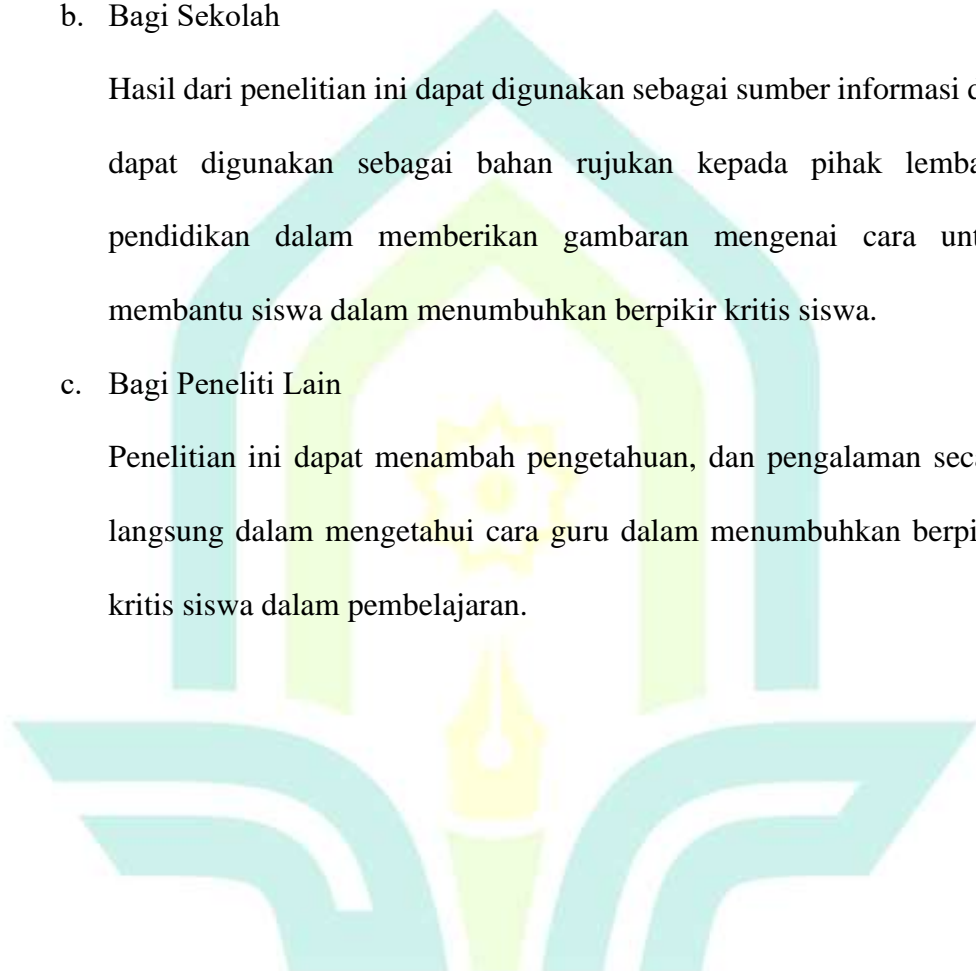 b. Bagi Sekolah
Hasil dari penelitian ini dapat digunakan sebagai sumber informasi
dapat digunakan sebagai bahan rujukan kepada pihak
pendidikan dalam memberikan gambaran mengenai cara
membantu siswa dalam menumbuhkan berpikir kritis siswa.
c. Bagi Peneliti Lain
Penelitian ini dapat menambah pengetahuan, dan pengalaman
langsung dalam mengetahui cara guru dalam menumbuhkan
kritis siswa dalam pembelajaran.